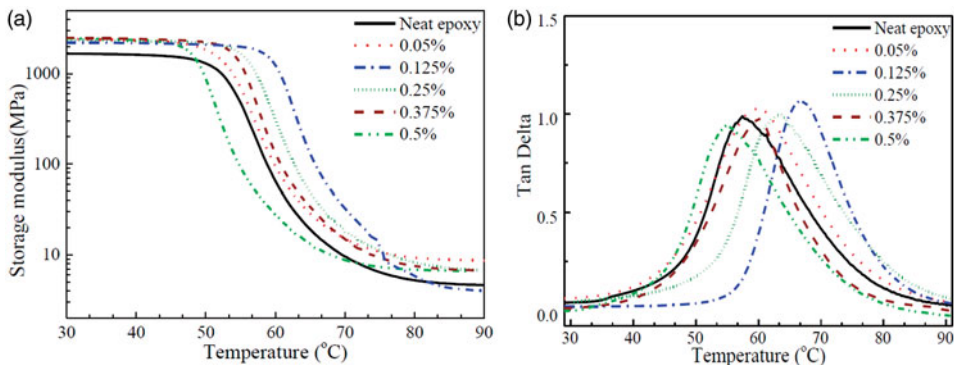 (a)
Neat epoxy
0.05%
0.125%
0.25%
0.375%
0.5%
1000
100
10
Storage modulus(MPa)
30 40 50 60 70 80 90
Temperature (°C)
(b)
1.5
1.0
0.5
0.0
Tan Delta
Neat epoxy
0.05%
0.125%
0.25%
0.375%
0.5%
30 40 50 60 70 80 90
Temperature (°C)